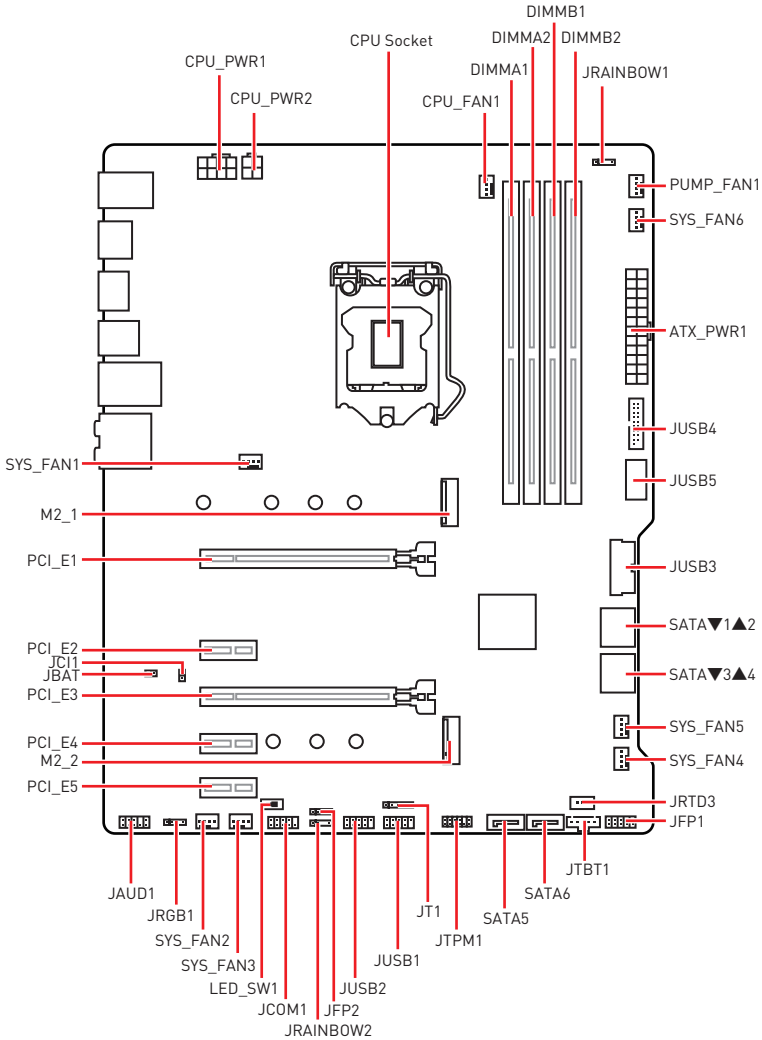 DIMMB1
DIMMA2 DIMMB2
CPU Socket
CPU_PWR1
DIMMA1
JRAINBOW1
CPU_PWR2
CPU_FAN1
PUMP_FAN1
SYS_FAN6
ATX_PWR1
JUSB4
SYS_FAN1
JUSB5
M2_1
PCI_E1
JUSB3
SATA▼1▲2
PCI_E2
JCI1
JBAT
SATA▼3▲4
PCI_E3
SYS_FAN5
PCI_E4
M2_2
SYS_FAN4
PCI_E5
JRTD3
JFP1
JTBT1
JAUD1
JT1
SATA6
JRGB1
SATA5
SYS_FAN2
JTPM1
SYS_FAN3
JUSB1
LED_SW1
JUSB2
JCOM1
JFP2
JRAINBOW2